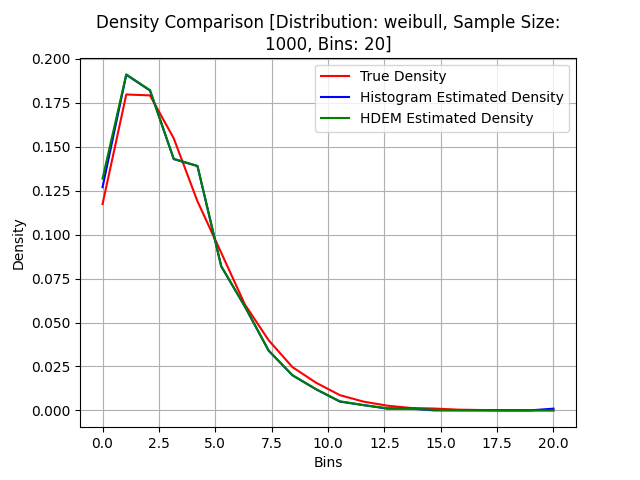 Density Comparison [Distribution: weibull, Sample Size:
1000, Bins: 20]
True Density
Histogram Estimated Density
HDEM Estimated Density
Density
0.200
0.175
0.150
0.125
0.100
0.075
0.050
0.025
0.000
0.0 2.5 5.0 7.5 10.0 12.5 15.0 17.5 20.0
Bins